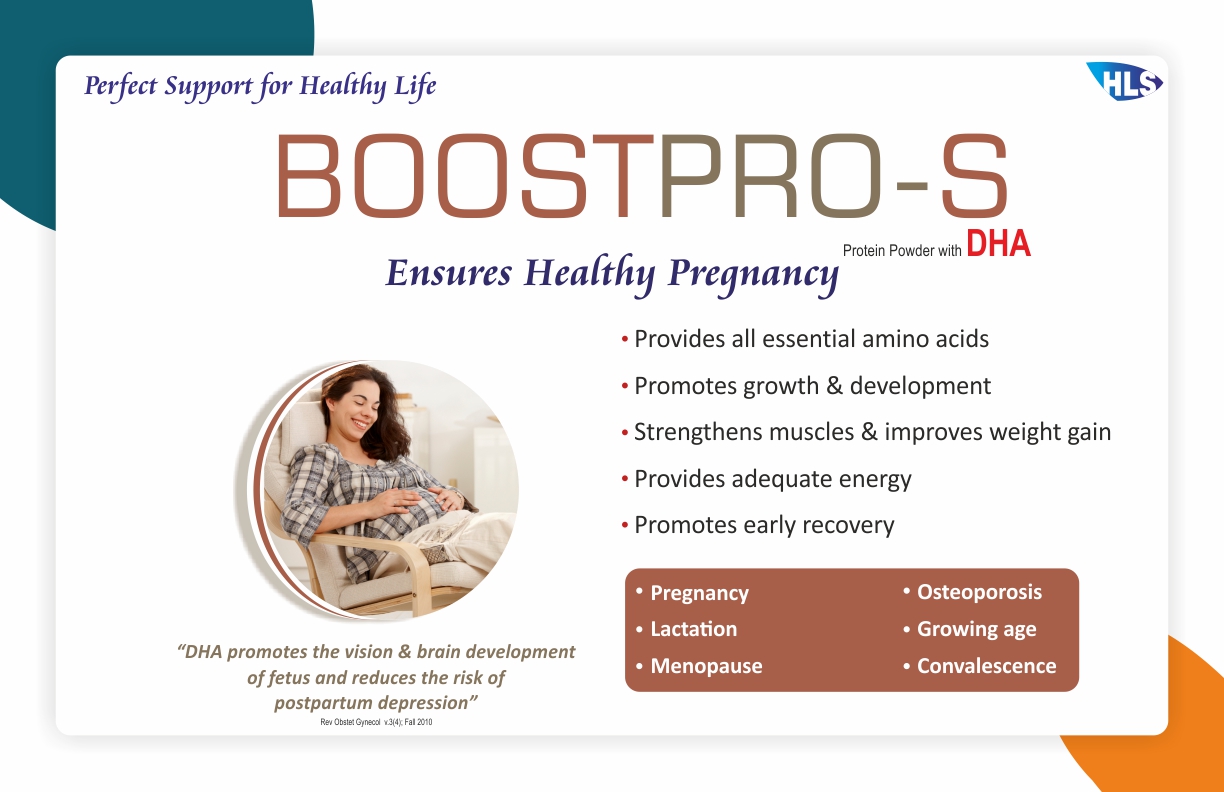 Perfect Support for Healthy Life
HLS
BOOSTPRO-S
Protein Powder with DHA
Ensures Healthy Pregnancy
• Provides all essential amino acids
• Promotes growth & development
• Strengthens muscles & improves weight gain
• Provides adequate energy
• Promotes early recovery
• Pregnancy
• Lactation
• Menopause
• Osteoporosis
• Growing age
• Convalescence
“DHA promotes the vision & brain development
of fetus and reduces the risk of
postpartum depression”
Rev Obstet Gynecol v.3(4); Fall 2010